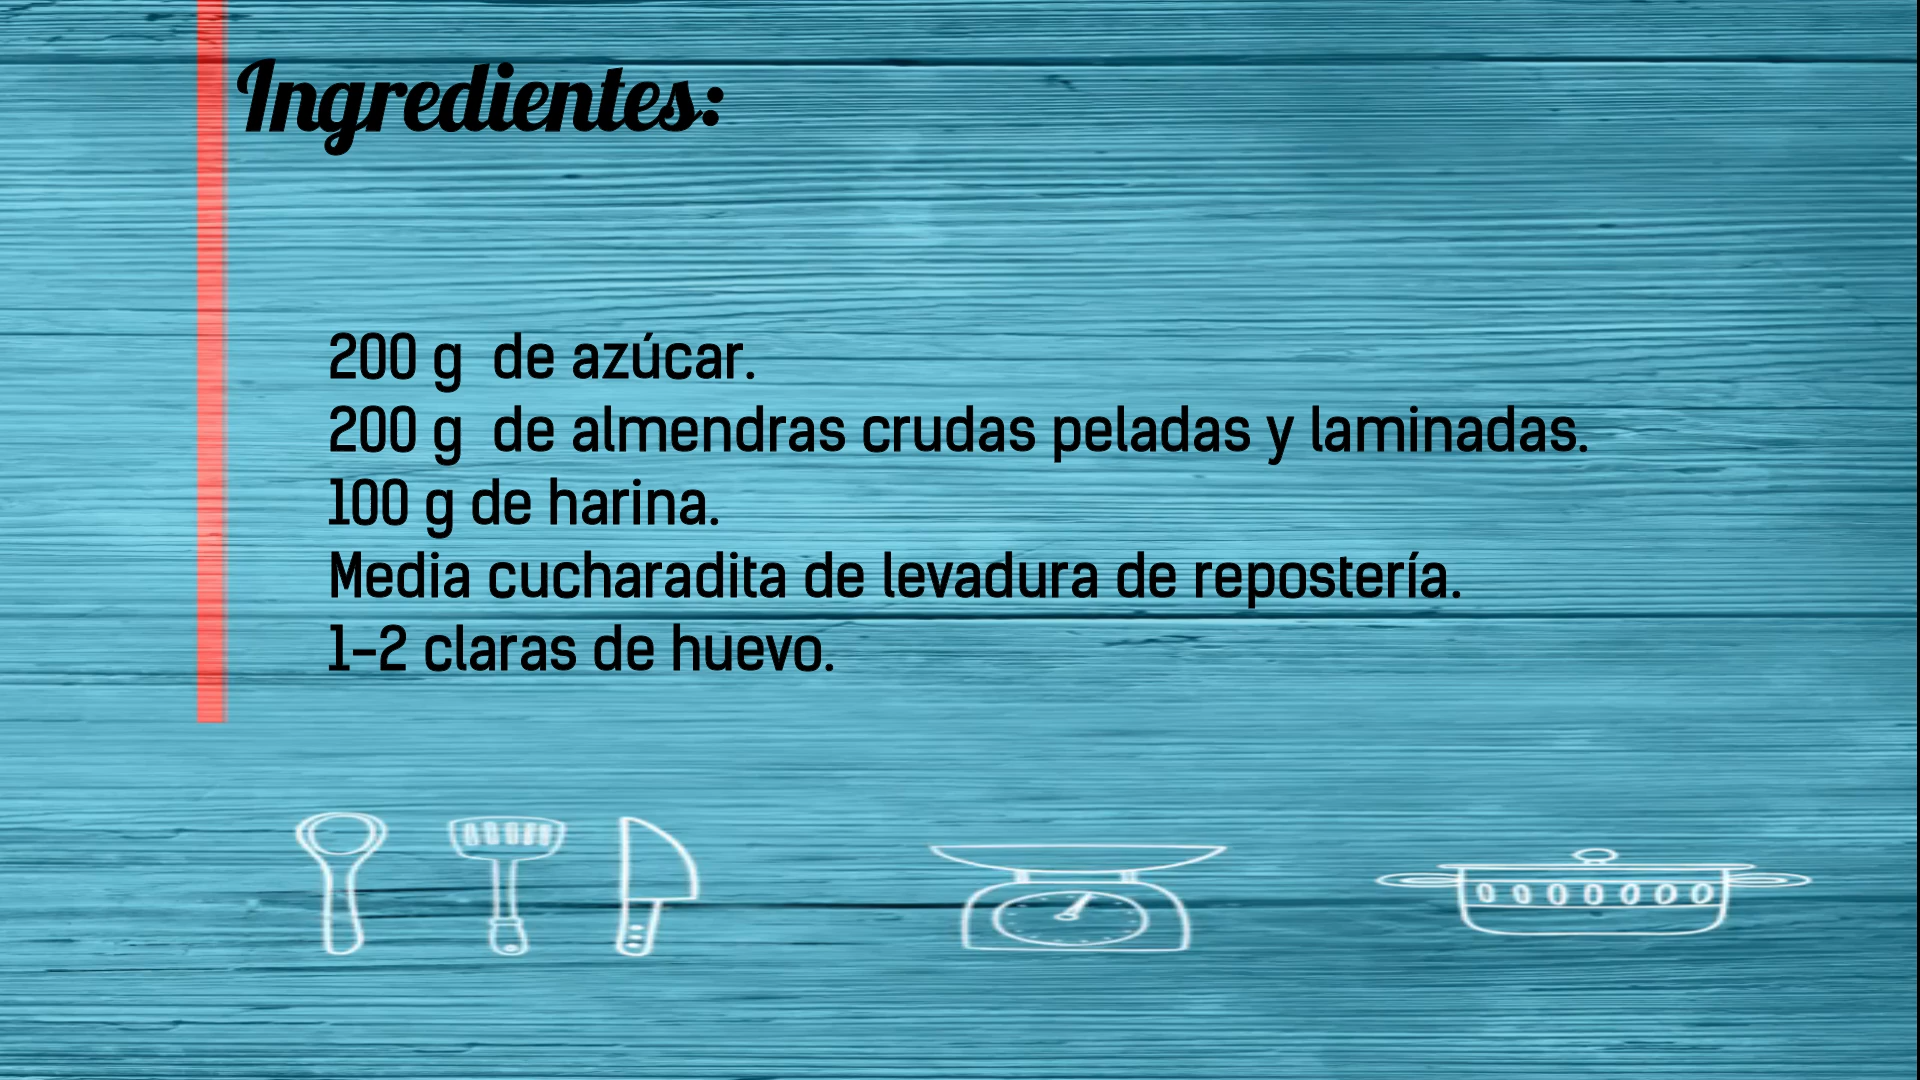 Ingredientes:
200 g  de azúcar.
200 g  de almendras crudas peladas y laminadas.
100 g de harina.
Media cucharadita de levadura de repostería.
1-2 claras de huevo.